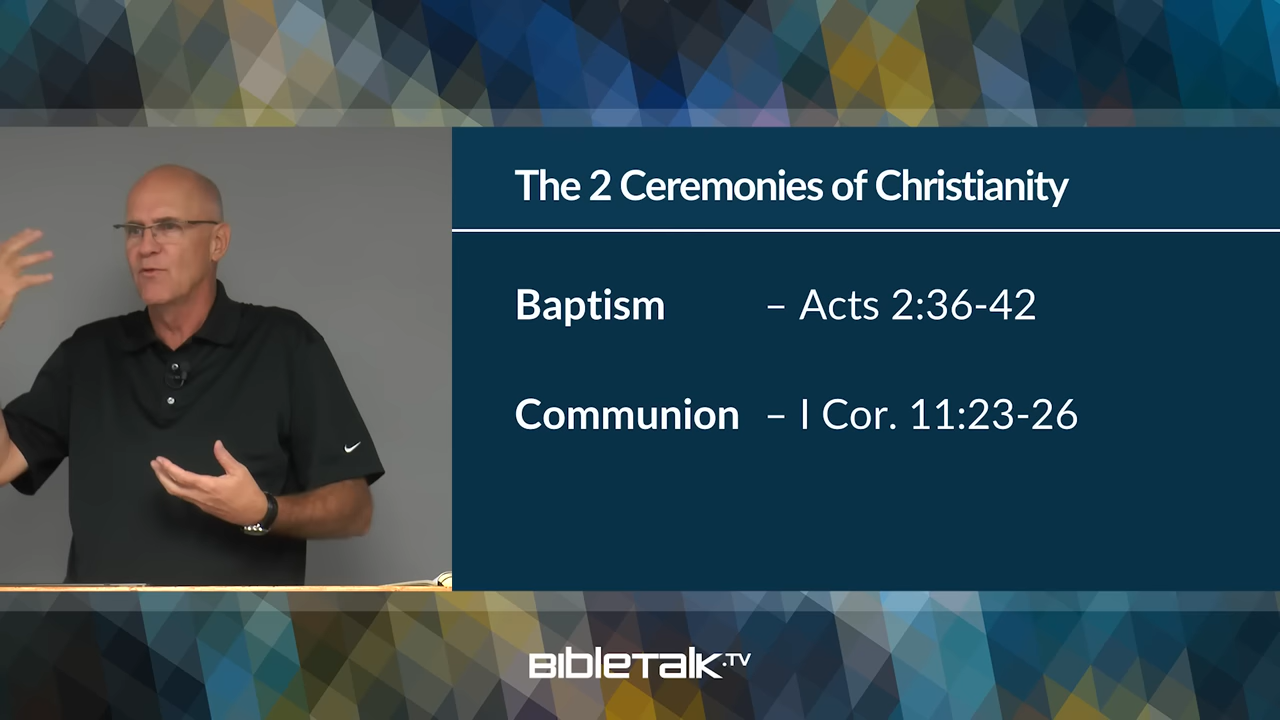 The 2 Ceremonies of Christianity
Baptism – Acts 2:36-42
Communion – I Cor. 11:23-26
BibleTalk.TV